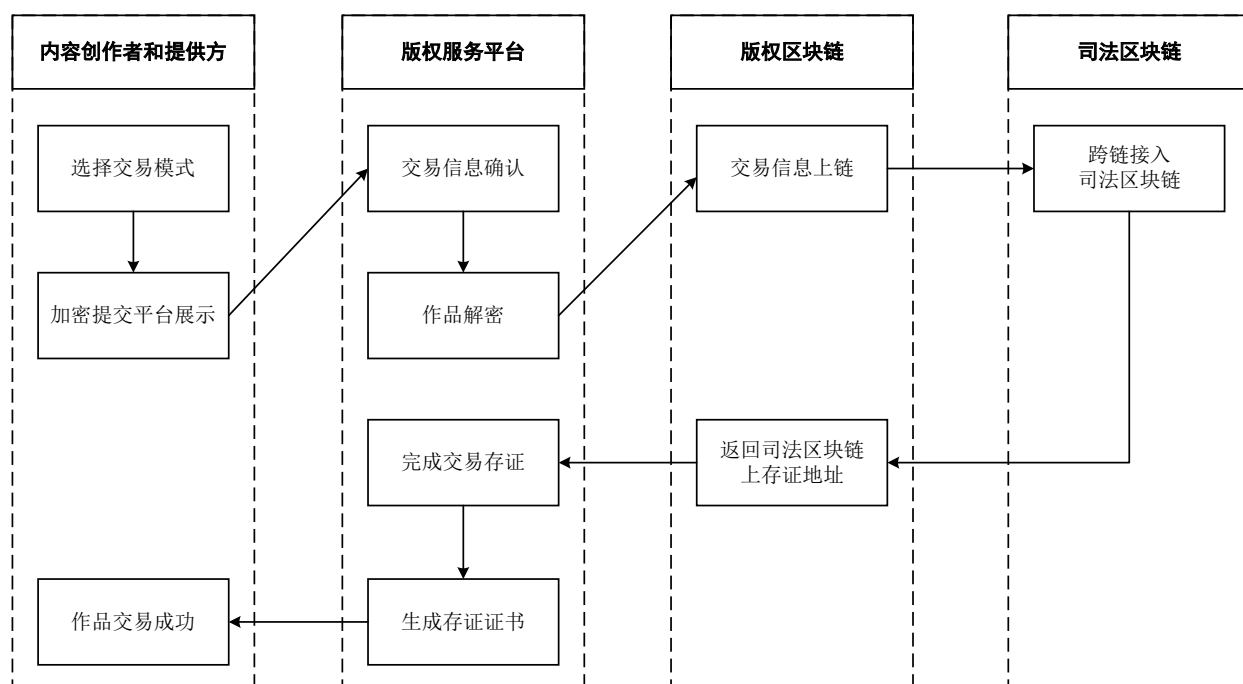 内容创作者和提供方
版权服务平台
版权区块链
司法区块链
选择交易模式
交易信息确认
交易信息上链
跨链接入
司法区块链
加密提交平台展示
作品解密
完成交易存证
返回司法区块链
上存证地址
作品交易成功
生成存证证书